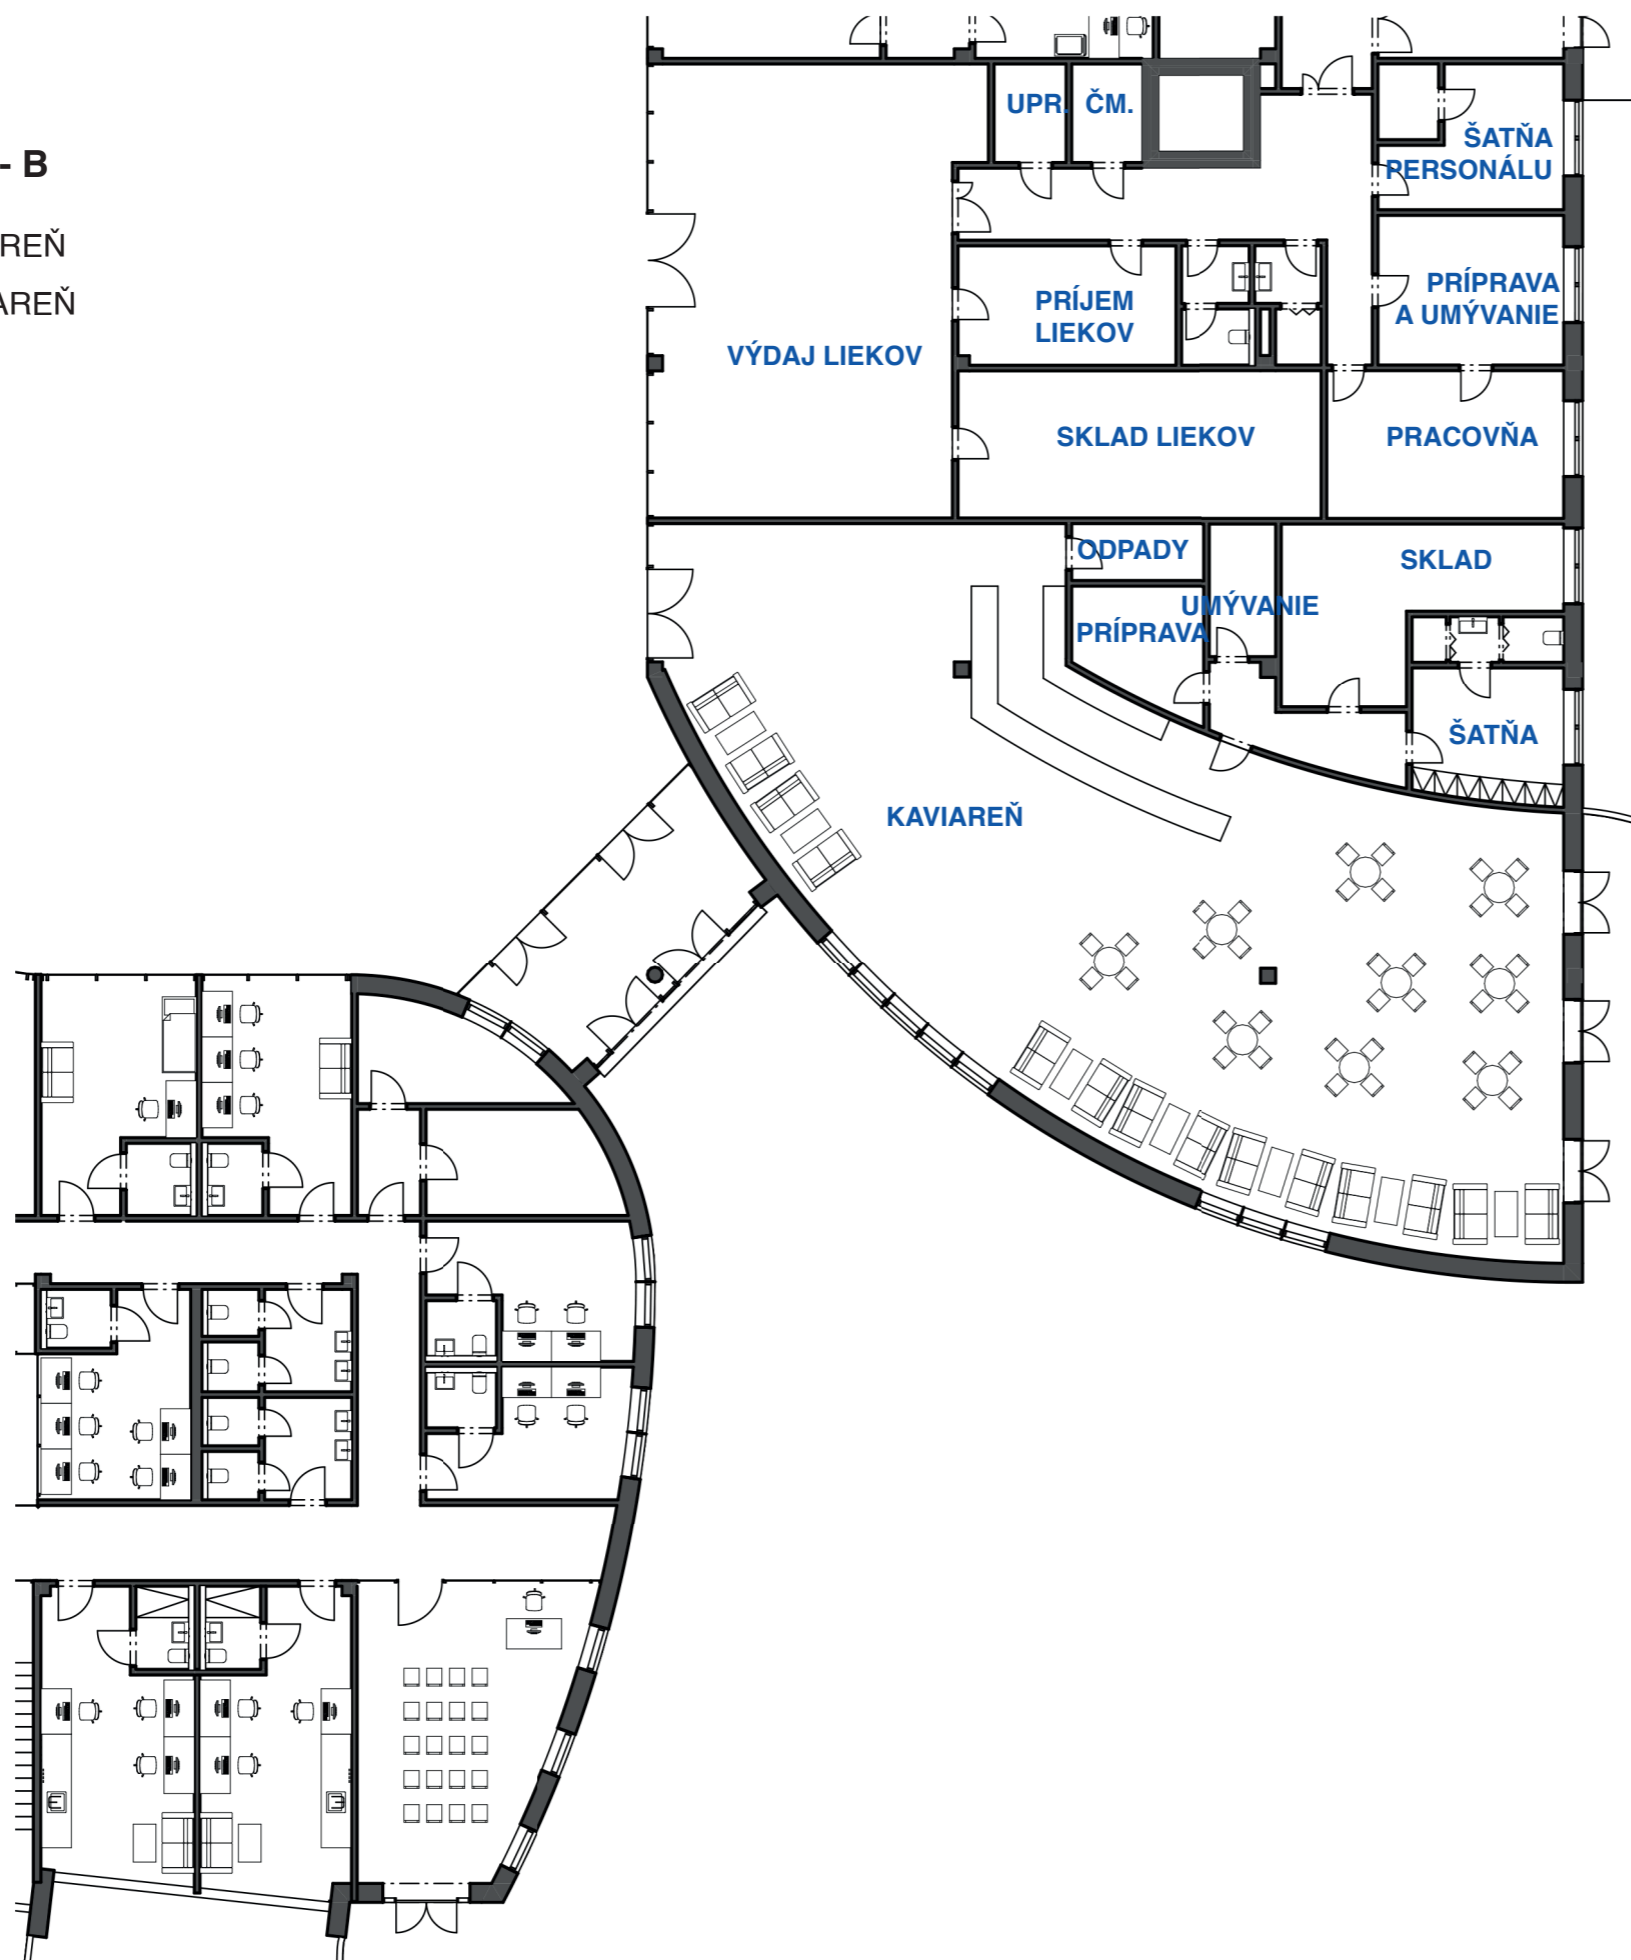 - B
REŇ
AREŇ
UPR.
ČM.
ŠATŇA
PERSONÁLU
PRÍPRAVA
A UMÝVANIE
PRÍJEM
LIEKOV
VÝDAJ LIEKOV
SKLAD LIEKOV
PRACOVŇA
ODPADY
SKLAD
UMÝVANIE
PRÍPRAVA
ŠATŇA
KAVIAREŇ